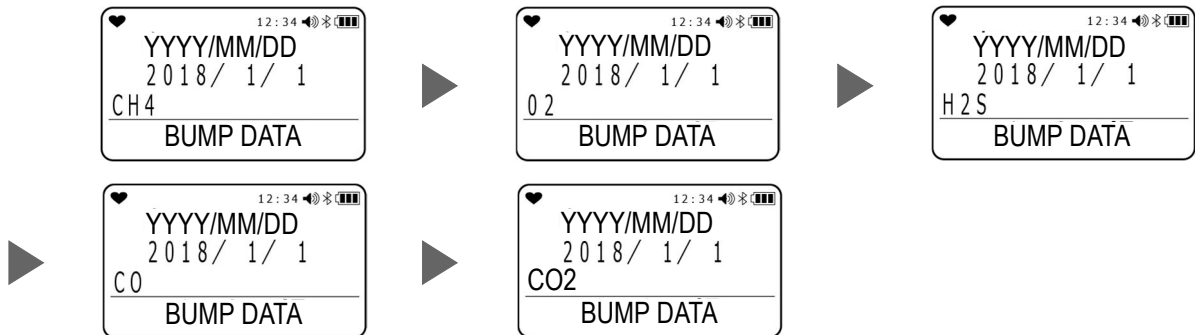 12:34
YYYY/MM/DD
2018/ 1/ 1
CH4
BUMP DATA
12:34
YYYY/MM/DD
2018/ 1/ 1
O2
BUMP DATA
12:34
YYYY/MM/DD
2018/ 1/ 1
H2S
BUMP DATA
12:34
YYYY/MM/DD
2018/ 1/ 1
CO
BUMP DATA
12:34
YYYY/MM/DD
2018/ 1/ 1
CO2
BUMP DATA